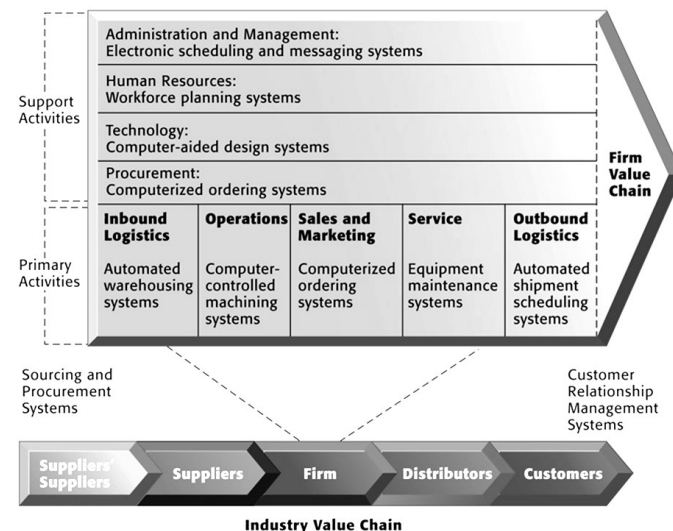 Administration and Management:
Electronic scheduling and messaging systems
Human Resources:
Workforce planning systems
Support
Activities
Technology:
Computer-aided design systems
Procurement:
Computerized ordering systems
Firm
Value
Chain
Inbound
Logistics
Automated
warehousing
systems
Operations
Computer-
controlled
machining
systems
Sales and
Marketing
Computerized
ordering
systems
Service
Equipment
maintenance
systems
Outbound
Logistics
Automated
shipment
scheduling
systems
Primary
Activities
Sourcing and
Procurement
Systems
Customer
Relationship
Management
Systems
Suppliers'
Suppliers
Suppliers
Firm
Distributors
Customers
Industry Value Chain